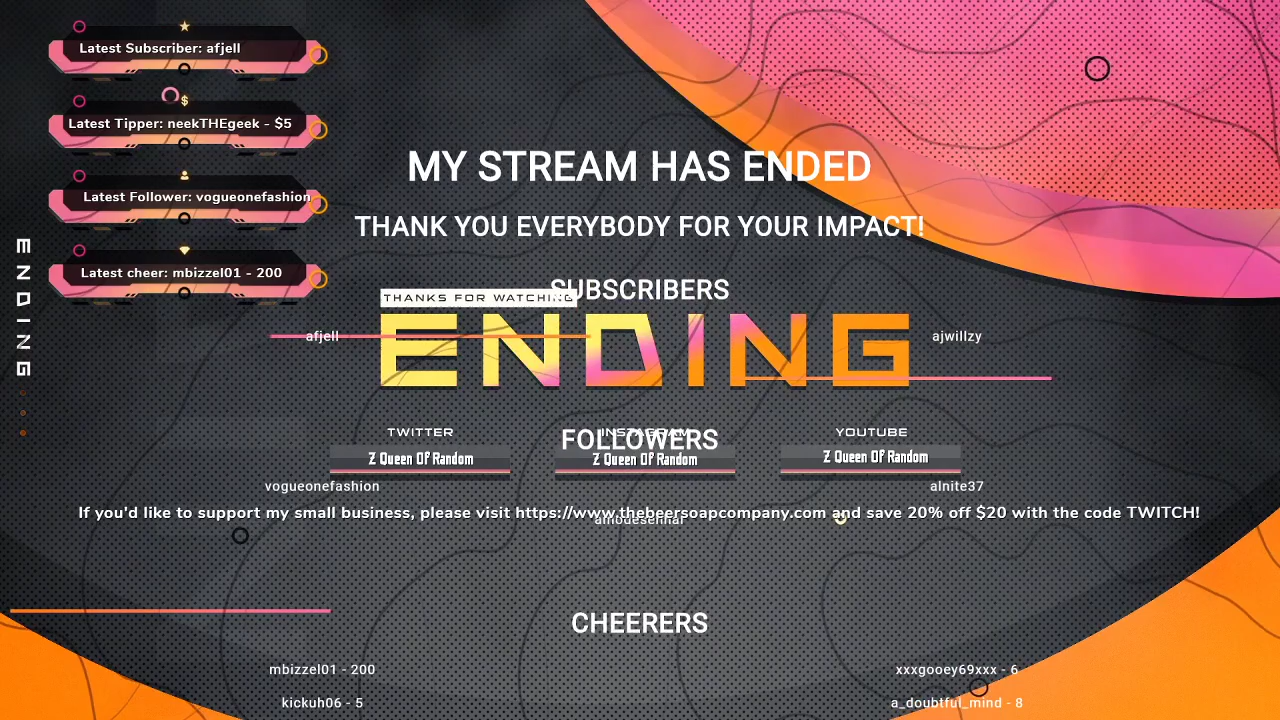 Latest Subscriber: afjell
$
Latest Tipper: neekTHEgeek - $5
Latest Follower: vogueonefashion
Latest cheer: mbizzel01 - 200
ENDING
MY STREAM HAS ENDED
THANK YOU EVERYBODY FOR YOUR IMPACT!
SUBSCRIBERS
THANKS FOR WATCHING
afjell
ENDING
ajwillzy
TWITTER
INSTAGRAM
YOUTUBE
FOLLOWERS
Z Queen Of Random
Z Queen Of Random
Z Queen Of Random
vogueonefashion
alnite37
If you'd like to support my small business, please visit https://www.thebeersoapcompany.com and save 20% off $20 with the code TWITCH!
CHEERERS
mbizzel01 - 200
xxxgooey69xxx - 6
kickuh06 - 5
a_doubtful_mind - 8